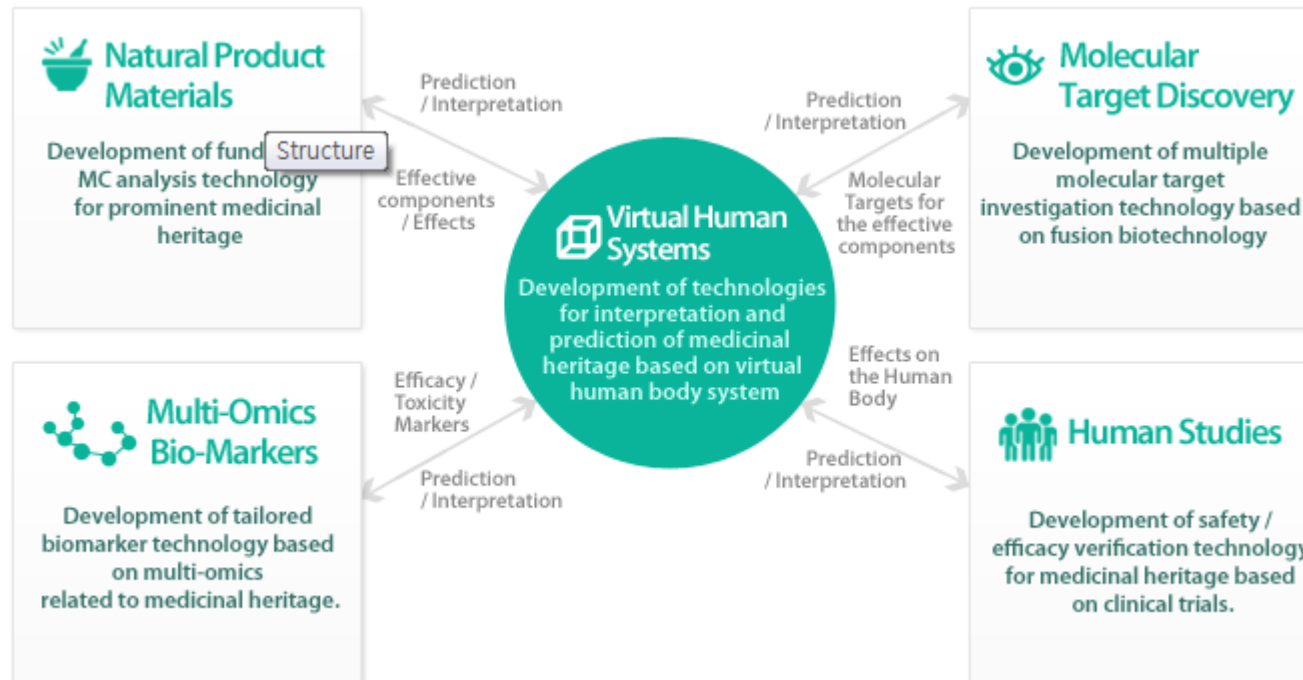 Natural Product
Materials
Development of fund
MC analysis technology
for prominent medicinal
heritage
Structure
Prediction
/ Interpretation
Effective
components
/ Effects
Virtual Human
Systems
Development of technologies
for interpretation and
prediction of medicinal
heritage based on virtual
human body system
Prediction
/ Interpretation
Molecular
Targets for
the effective
components
Molecular
Target Discovery
Development of multiple
molecular target
investigation technology based
on fusion biotechnology
Multi-Omics
Bio-Markers
Development of tailored
biomarker technology based
on multi-omics
related to medicinal heritage.
Efficacy /
Toxicity
Markers
Prediction
/ Interpretation
Effects on
the Human
Body
Prediction
/ Interpretation
Human Studies
Development of safety /
efficacy verification technology
for medicinal heritage based
on clinical trials.